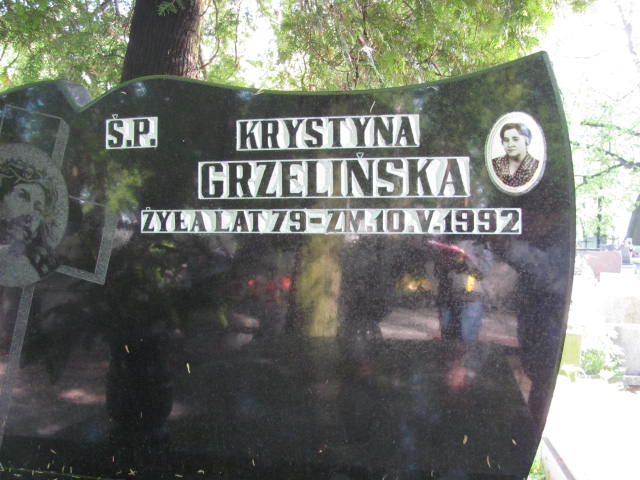 Ś.P. KRYSTYNA
GRZELIŃSKA
ŻYŁA LAT 79-ZM.10.V.1992